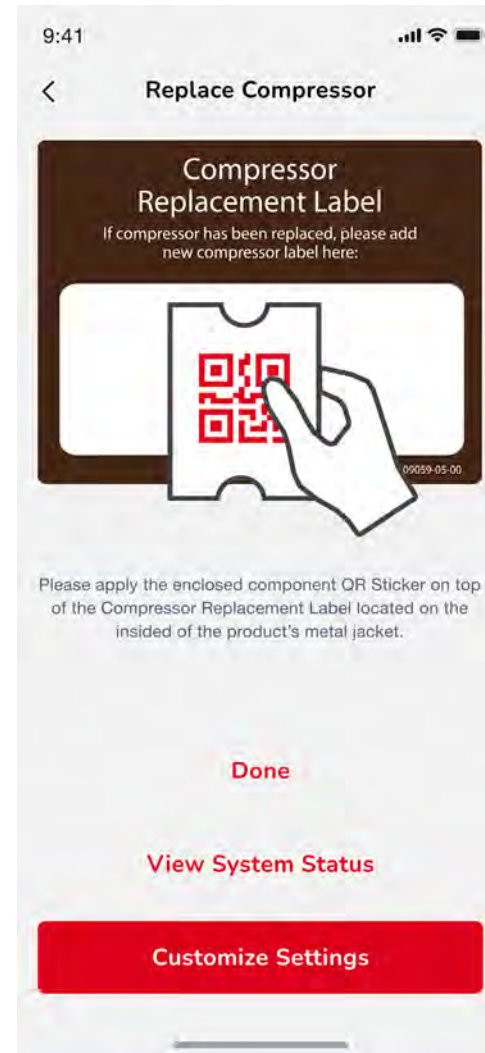 9:41
Replace Compressor
Compressor
Replacement Label
If compressor has been replaced, please add
new compressor label here:
09059-05-00
Please apply the enclosed component QR Sticker on top
of the Compressor Replacement Label located on the
insided of the product's metal jacket.
Done
View System Status
Customize Settings